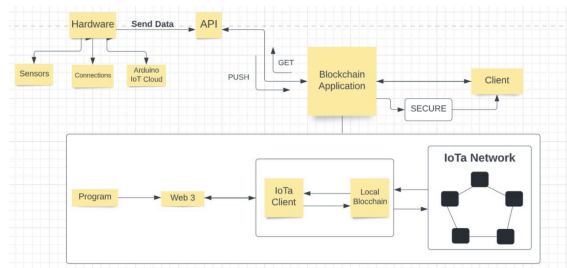 Hardware
Send Data
API
Sensors
Connections
Arduino
IoT Cloud
GET
PUSH
Blockchain
Application
Client
SECURE
IoTa Network
Program
Web 3
IoTa
Client
Local
Blocchain